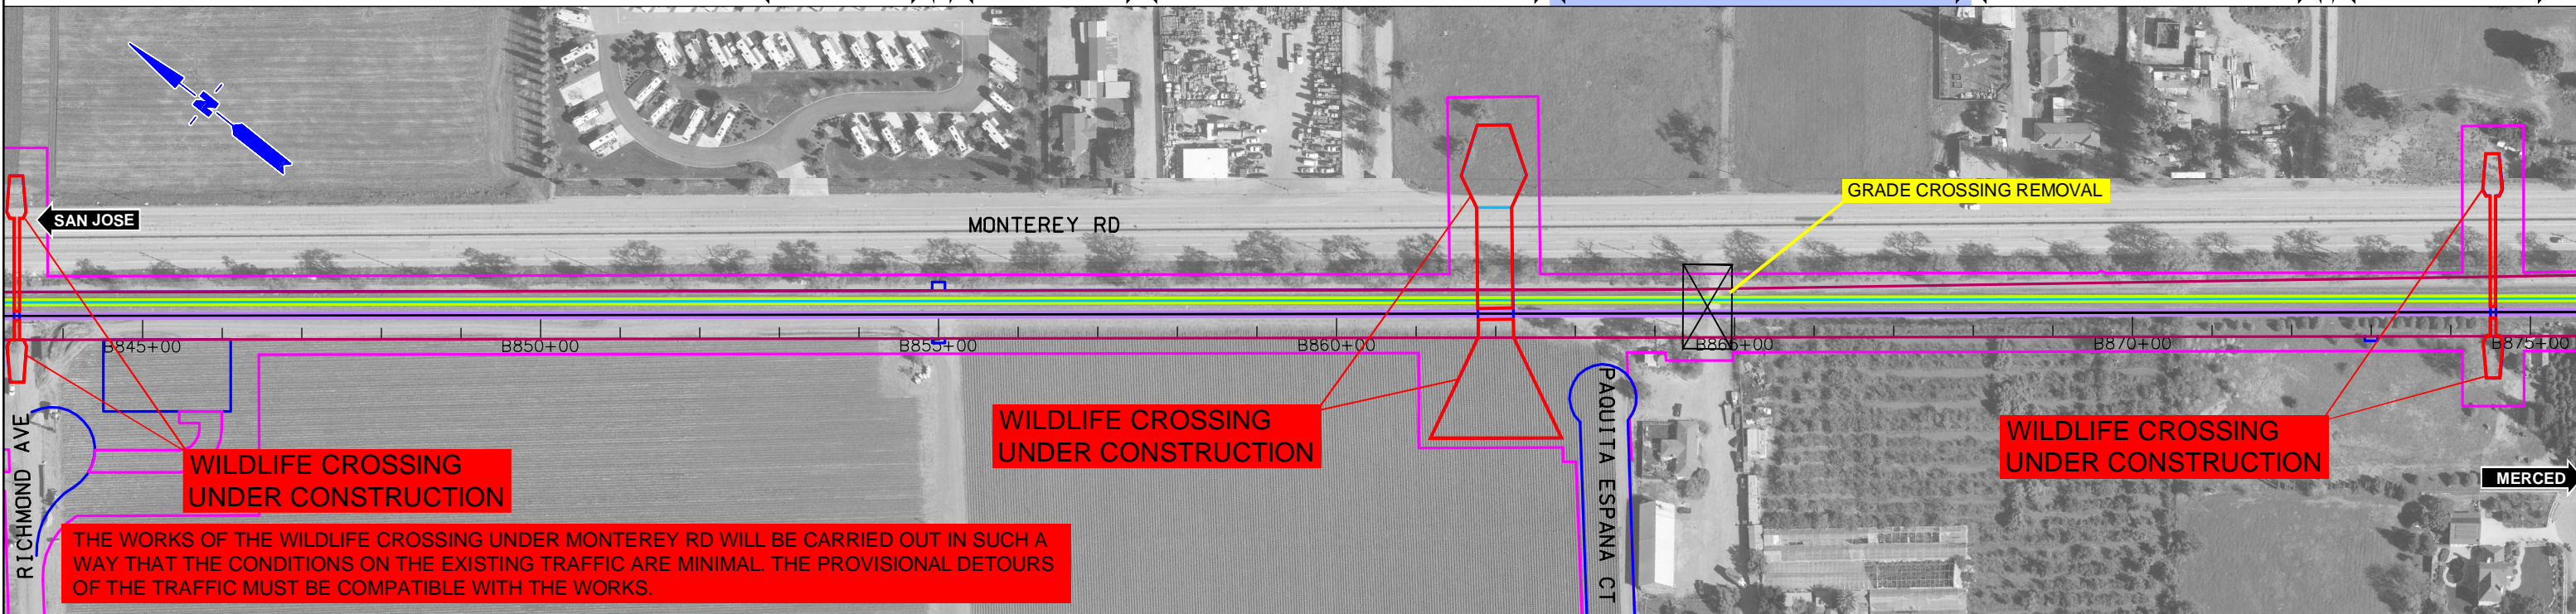 N
SAN JOSE
MONTEREY RD
GRADE CROSSING REMOVAL
B845+00
B850+00
B855+00
B860+00
B865+00
B870+00
B875+00
WILDLIFE CROSSING
UNDER CONSTRUCTION
WILDLIFE CROSSING
UNDER CONSTRUCTION
WILDLIFE CROSSING
UNDER CONSTRUCTION
MERCED
RICHMOND AVE
PAQUITA ESPANA CT
THE WORKS OF THE WILDLIFE CROSSING UNDER MONTEREY RD WILL BE CARRIED OUT IN SUCH A
WAY THAT THE CONDITIONS ON THE EXISTING TRAFFIC ARE MINIMAL. THE PROVISIONAL DETOURS
OF THE TRAFFIC MUST BE COMPATIBLE WITH THE WORKS.